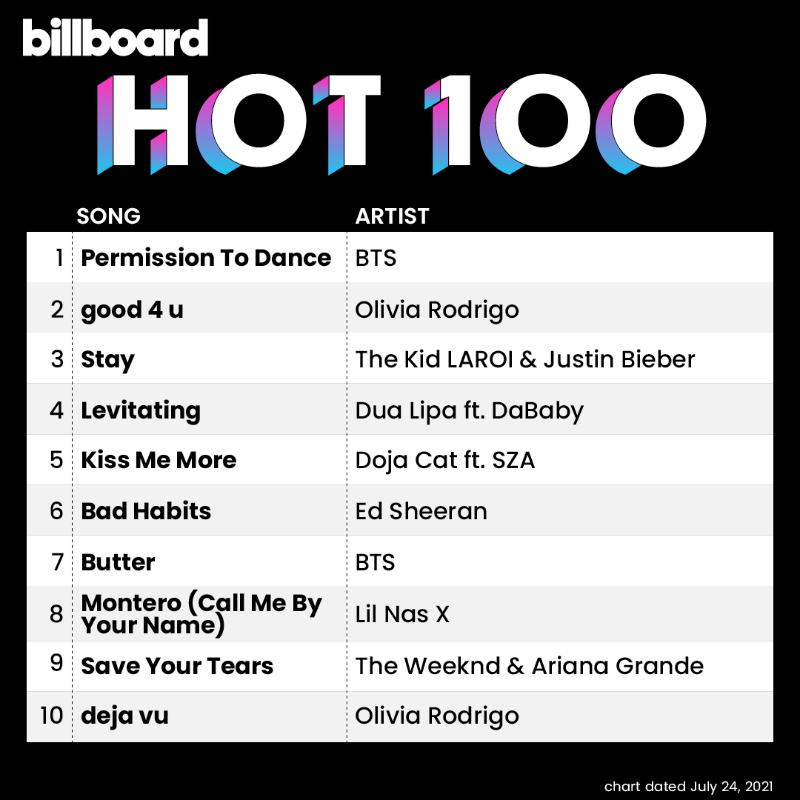 billboard
HOT 100
SONG ARTIST
1 Permission To Dance BTS
2 good 4 u Olivia Rodrigo
3 Stay The Kid LAROI & Justin Bieber
4 Levitating Dua Lipa ft. DaBaby
5 Kiss Me More Doja Cat ft. SZA
6 Bad Habits Ed Sheeran
7 Butter BTS
8 Montero (Call Me By
Your Name) Lil Nas X
9 Save Your Tears The Weeknd & Ariana Grande
10 deja vu Olivia Rodrigo
chart dated July 24, 2021